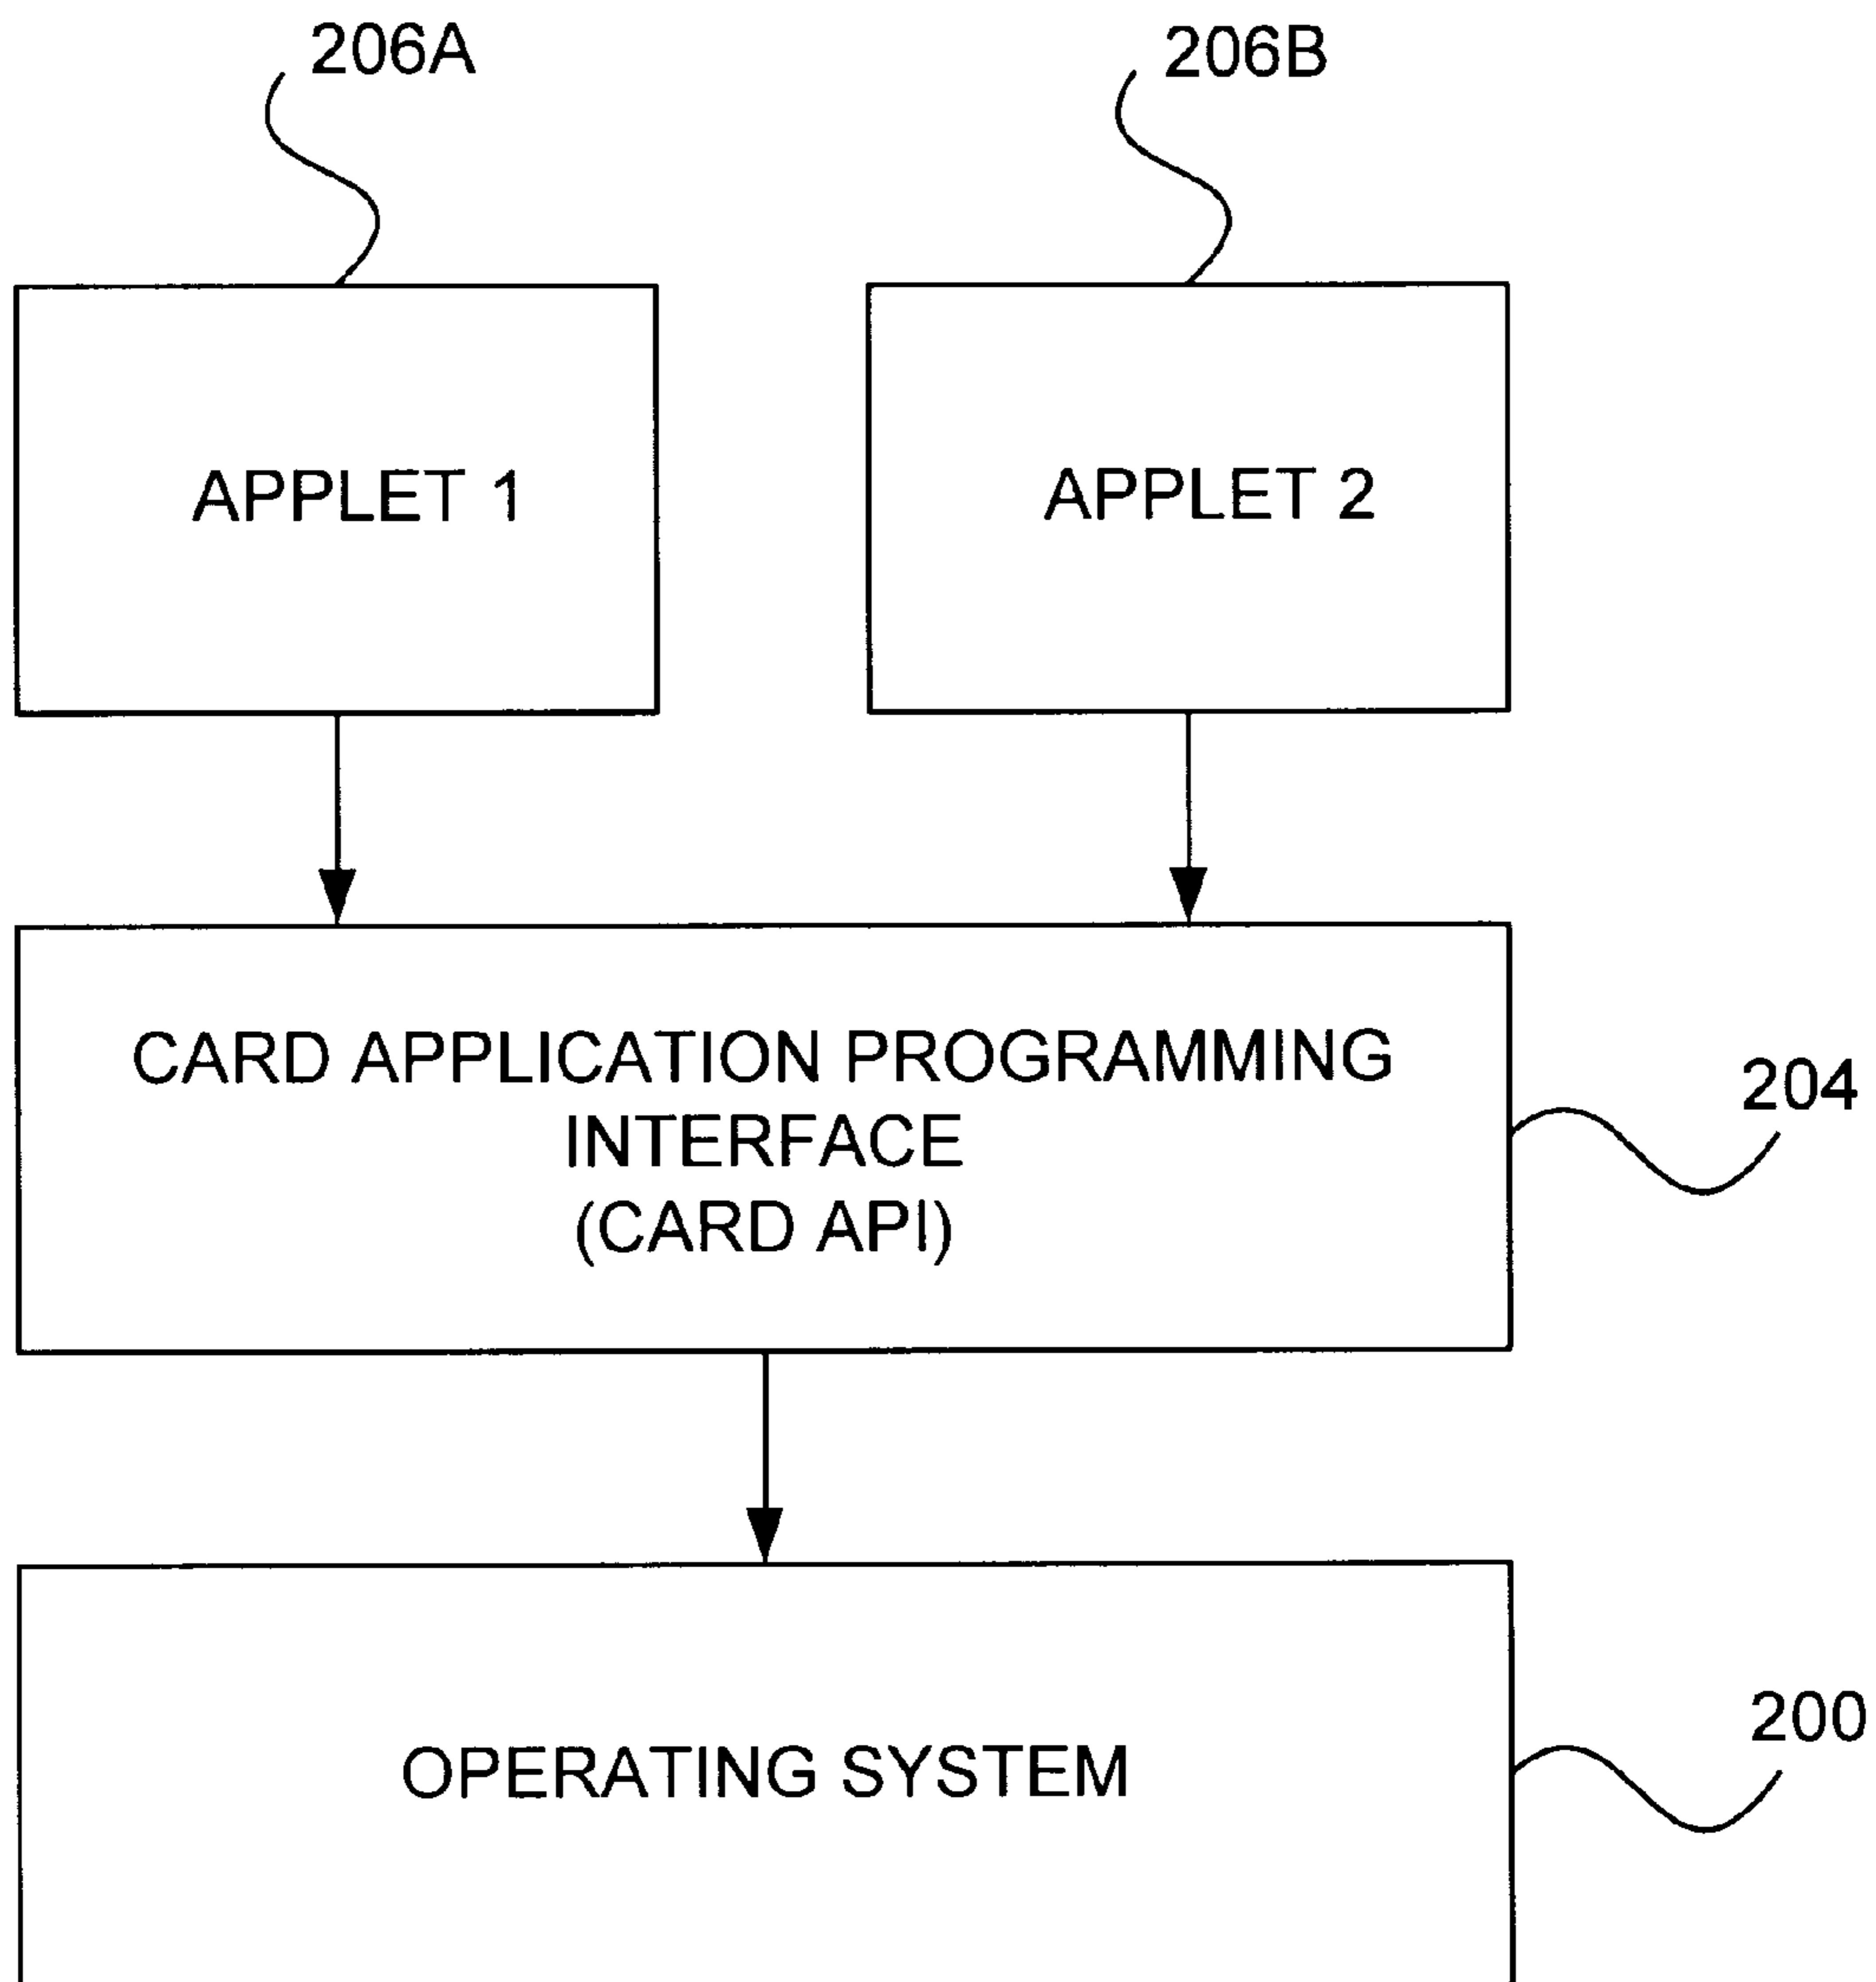 206A
206B
APPLET 1
APPLET 2
CARD APPLICATION PROGRAMMING
INTERFACE
(CARD API)
204
OPERATING SYSTEM
200